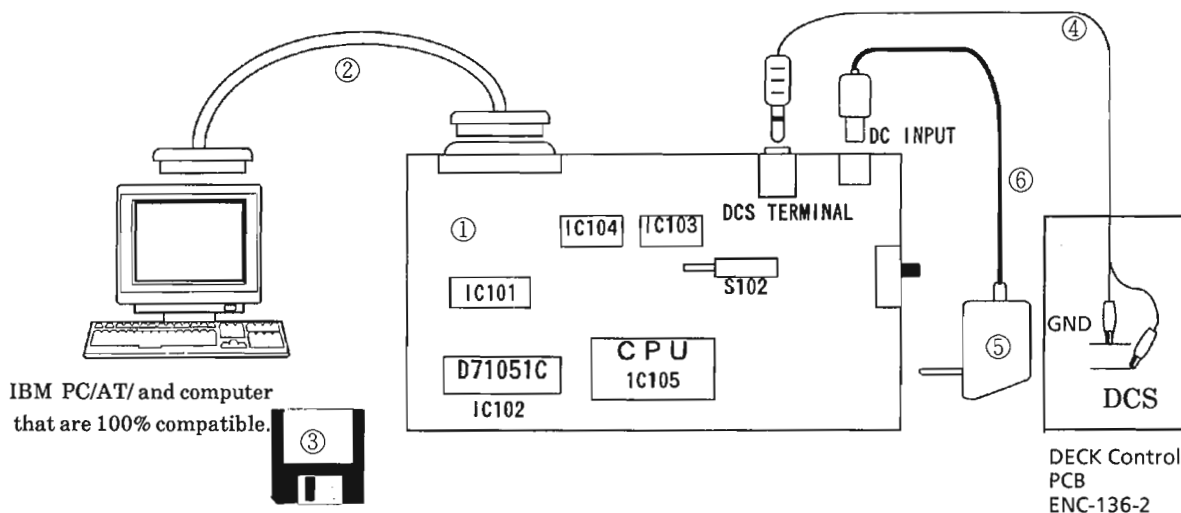 ④
②
DC INPUT
⑥
①
DCS TERMINAL
IC104
IC103
S102
IC101
GND
⑤
CPU
1C105
D71051C
IC102
DCS
IBM PC/AT/ and computer
that are 100% compatible.
③
DECK Control
PCB
ENC-136-2